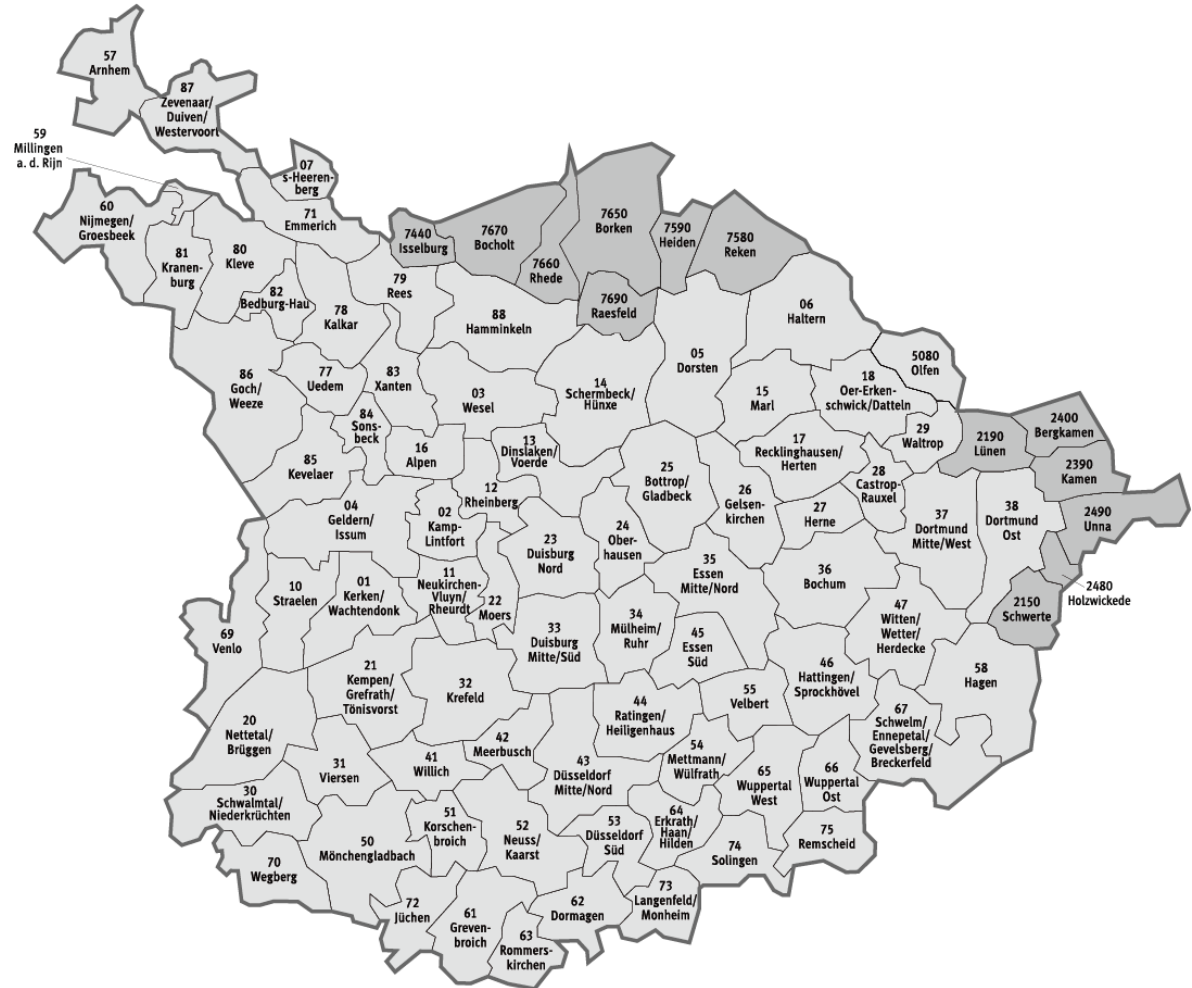 57
Arnhem
87
Zevenaar/
Duiven/
Westervoort
59
Millingen
a. d. Rijn
07
s-Heeren-
berg
60
Nijmegen/
Groesbeek
71
Emmerich
81
Kranen-
burg
80
Kleve
82
Bedburg-Hau
79
Rees
78
Kalkar
7440
Isselburg
7670
Bocholt
7660
Rhede
7650
Borken
7590
Heiden
7580
Reken
7690
Raesfeld
88
Hamminkeln
06
Haltern
05
Dorsten
5080
Olfen
86
Goch/
Weeze
77
Uedem
83
Xanten
03
Wesel
14
Schermbeck/
Hünxe
15
Marl
18
Oer-Erken-
schwick/Datteln
29
Waltrop
2190
Lünen
2400
Bergkamen
2390
Kamen
2490
Unna
84
Sons-
beck
85
Kevelaer
16
Alpen
13
Dinslaken/
Voerde
17
Recklinghausen/
Herten
28
Castrop-
Rauxel
25
Bottrop/
Gladbeck
26
Gelsen-
kirchen
12
Rheinberg
04
Geldern/
Issum
02
Kamp-
Lintfort
27
Herne
37
Dortmund
Mitte/West
38
Dortmund
Ost
24
Ober-
hausen
23
Duisburg
Nord
35
Essen
Mitte/Nord
36
Bochum
2480
Holzwickede
2150
Schwerte
10
Straelen
01
Kerken/
Wachtendonk
11
Neukirchen-
Vluyn/
Rheurdt
22
Moers
69
Venlo
33
Duisburg
Mitte/Süd
34
Mülheim/
Ruhr
45
Essen
Süd
47
Witten/
Wetter/
Herdecke
58
Hagen
21
Kempen/
Grefrath/
Tönisvorst
32
Krefeld
46
Hattingen/
Sprockhövel
55
Velbert
44
Ratingen/
Heiligenhaus
67
Schwelm/
Ennepetal/
Gevelsberg/
Breckerfeld
20
Nettetal/
Brüggen
42
Meerbusch
41
Willich
31
Viersen
43
Düsseldorf
Mitte/Nord
54
Mettmann/
Wülfrath
65
Wuppertal
West
66
Wuppertal
Ost
30
Schwalmtal/
Niederkrüchten
51
Korschen-
broich
52
Neuss/
Kaarst
53
Düsseldorf
Süd
64
Erkrath/
Haan/
Hilden
74
Solingen
75
Remscheid
50
Mönchengladbach
70
Wegberg
72
Jüchen
61
Greven-
broich
62
Dormagen
73
Langenfeld/
Monheim
63
Rommers-
kirchen